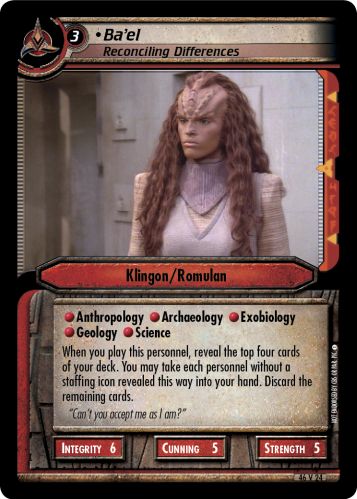 3 • Ba'el
Reconciling Differences
Klingon/Romulan
• Anthropology • Archaeology • Exobiology
• Geology • Science
When you play this personnel, reveal the top four cards
of your deck. You may take each personnel without a
staffing icon revealed this way into your hand. Discard the
remaining cards.
"Can't you accept me as I am?"
INTEGRITY 6 CUNNING 5 STRENGTH 5
46 V 24